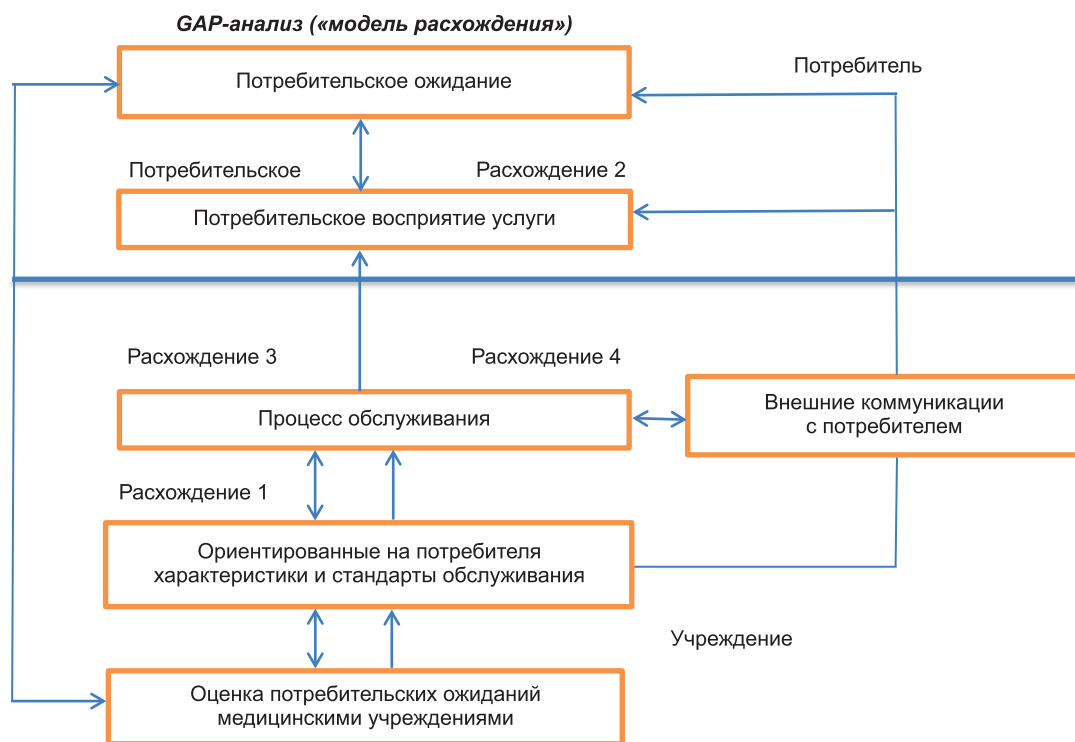 GAP-анализ («модель расхождения»)
Потребитель
Потребительское ожидание
Потребительское
Расхождение 2
Потребительское восприятие услуги
Расхождение 3
Расхождение 4
Процесс обслуживания
Внешние коммуникации
с потребителем
Расхождение 1
Ориентированные на потребителя
характеристики и стандарты обслуживания
Учреждение
Оценка потребительских ожиданий
медицинскими учреждениями